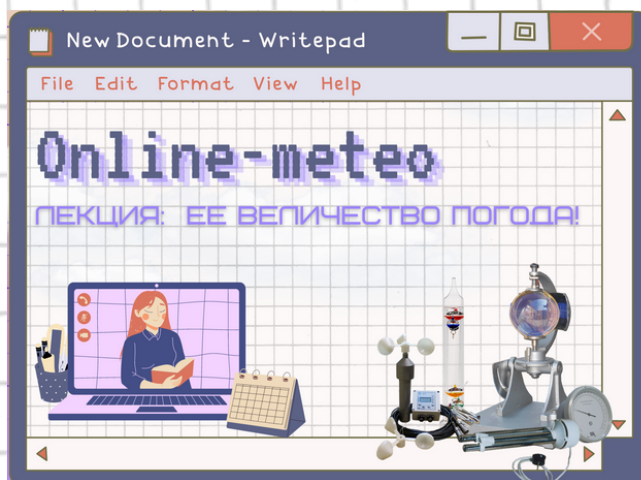 New Document - Writepad
File Edit Format View Help
Online-meteo
ЛЕКЦИЯ: ЕЕ ВЕЛИЧЕСТВО ПОГОДА!